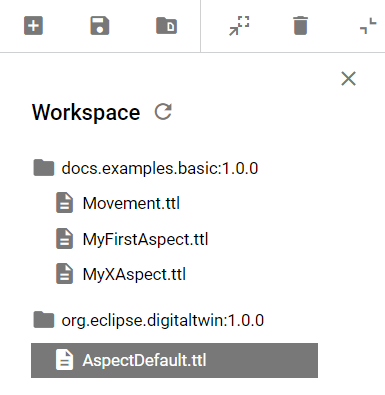 Workspace
docs.examples.basic:1.0.0
Movement.ttl
MyFirstAspect.ttl
MyXAspect.ttl
org.eclipse.digitaltwin:1.0.0
AspectDefault.ttl